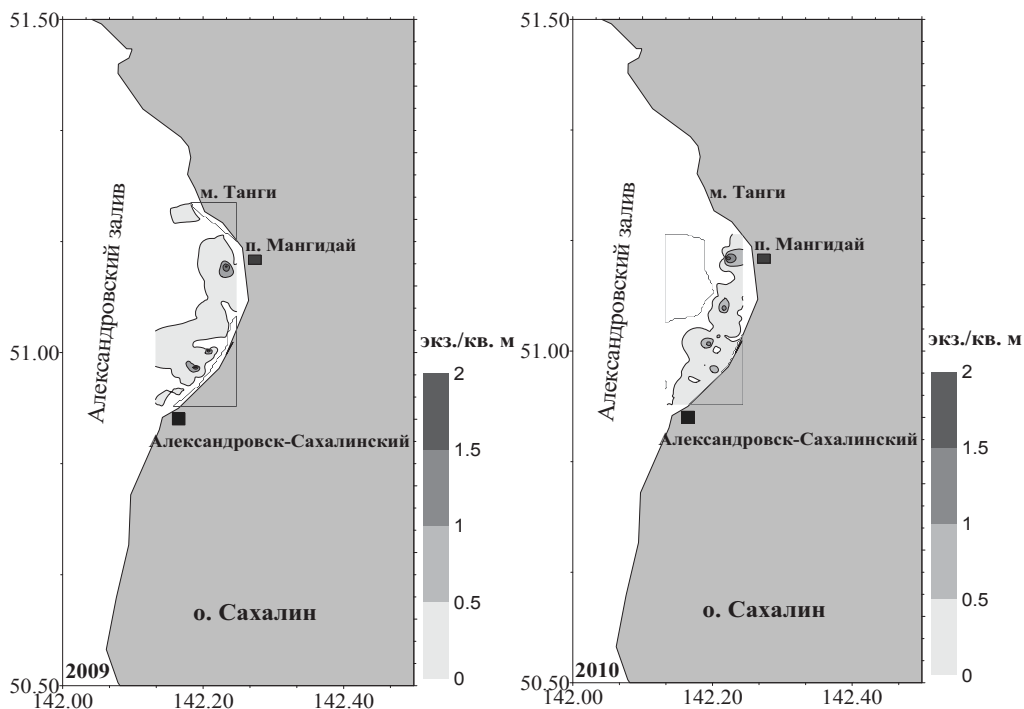 51.50
м. Танги
Александровский залив
п. Мангидай
51.00
Александровск-Сахалинский
о. Сахалин
2009
50.50
142.00
142.20
142.40
экз./кв. м
2
1.5
1
0.5
0
51.50
м. Танги
Александровский залив
п. Мангидай
51.00
Александровск-Сахалинский
о. Сахалин
2010
50.50
142.00
142.20
142.40
экз./кв. м
2
1.5
1
0.5
0